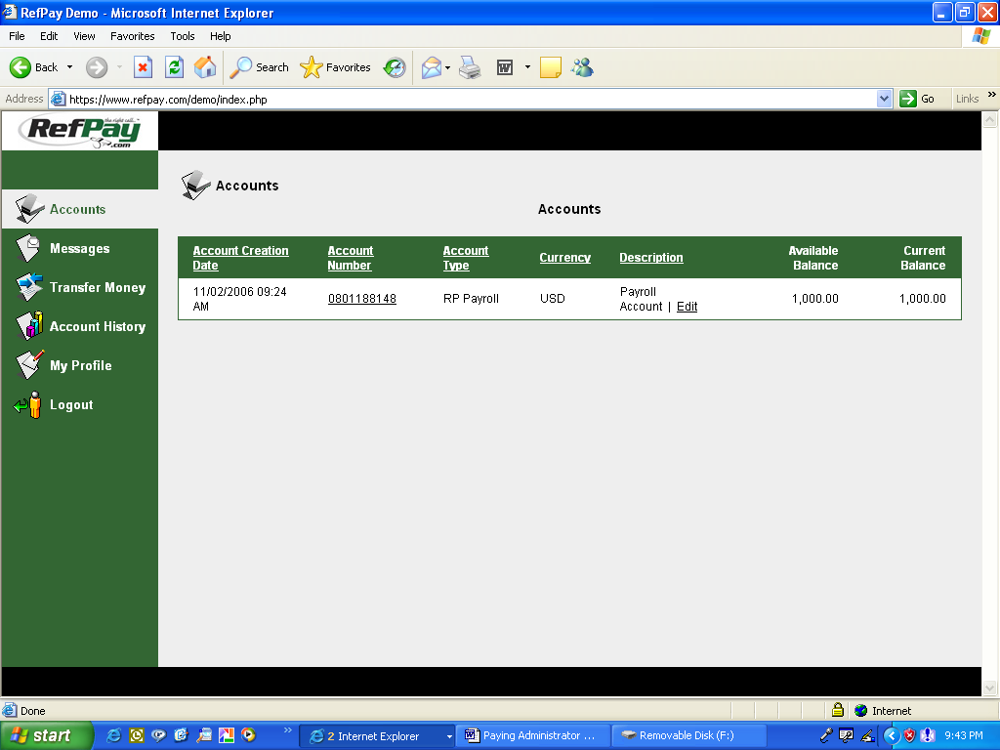 RefPay Demo - Microsoft Internet Explorer
File Edit View Favorites Tools Help
Back Search Favorites
Address https://www.refpay.com/demo/index.php Go Links »
the right call...
RefPay
.com
Accounts
Messages
Transfer Money
Account History
My Profile
Logout
Accounts
Accounts
Account Creation Date Account Number Account Type Currency Description Available Balance Current Balance
11/02/2006 09:24 AM 0801188148 RP Payroll USD Payroll Account | Edit 1,000.00 1,000.00
Done Internet
start » 2 Internet Explorer Paying Administrator ... Removable Disk (F:) 9:43 PM